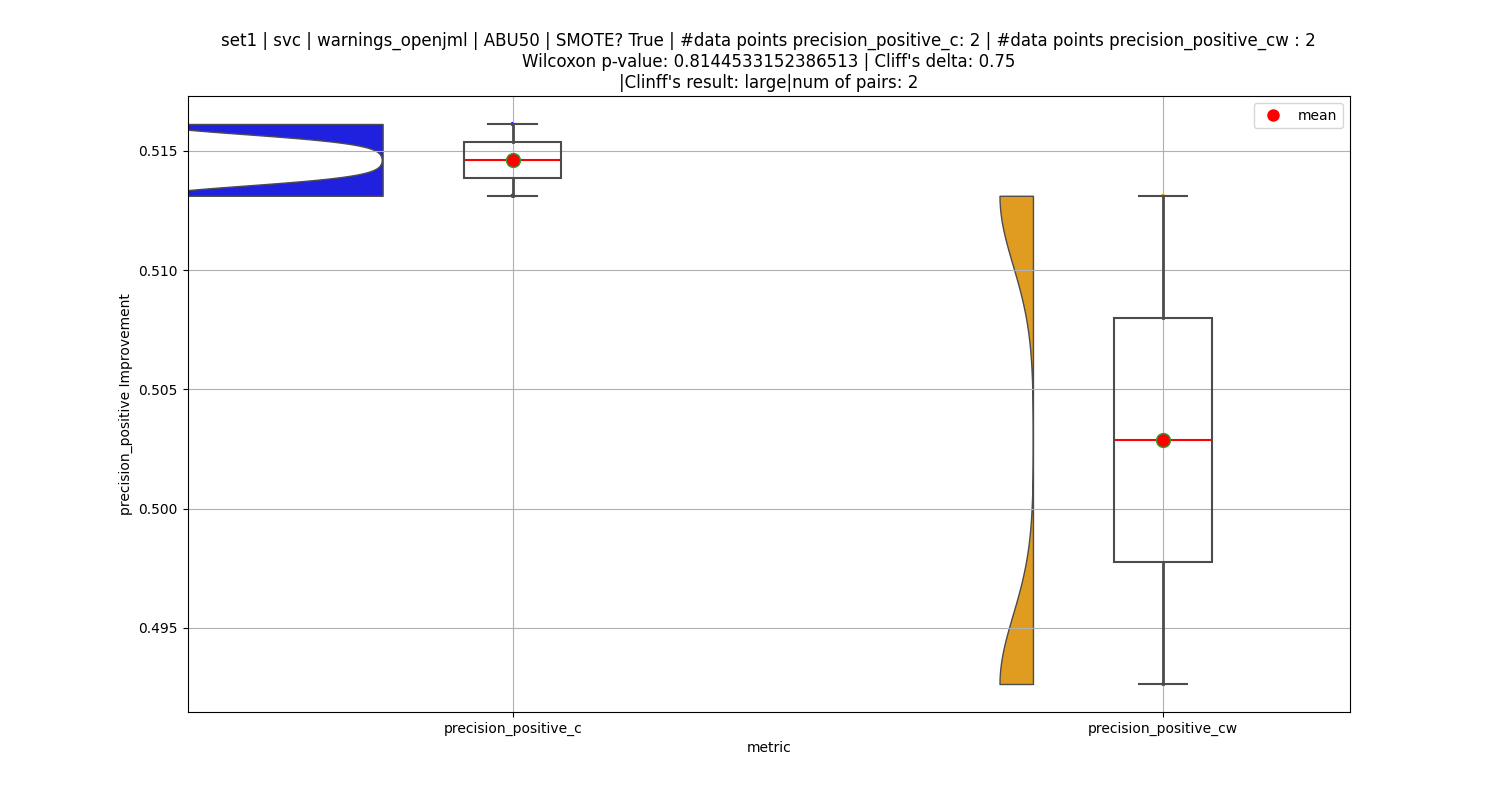 set1 | svc | warnings_openjml | ABU50 | SMOTE? True | #data points precision_positive_c: 2 | #data points precision_positive_cw : 2
Wilcoxon p-value: 0.8144533152386513 | Cliff's delta: 0.75
|Clinff's result: large|num of pairs: 2
mean
0.515
0.510
0.505
0.500
0.495
precision_positive Improvement
precision_positive_c
precision_positive_cw
metric